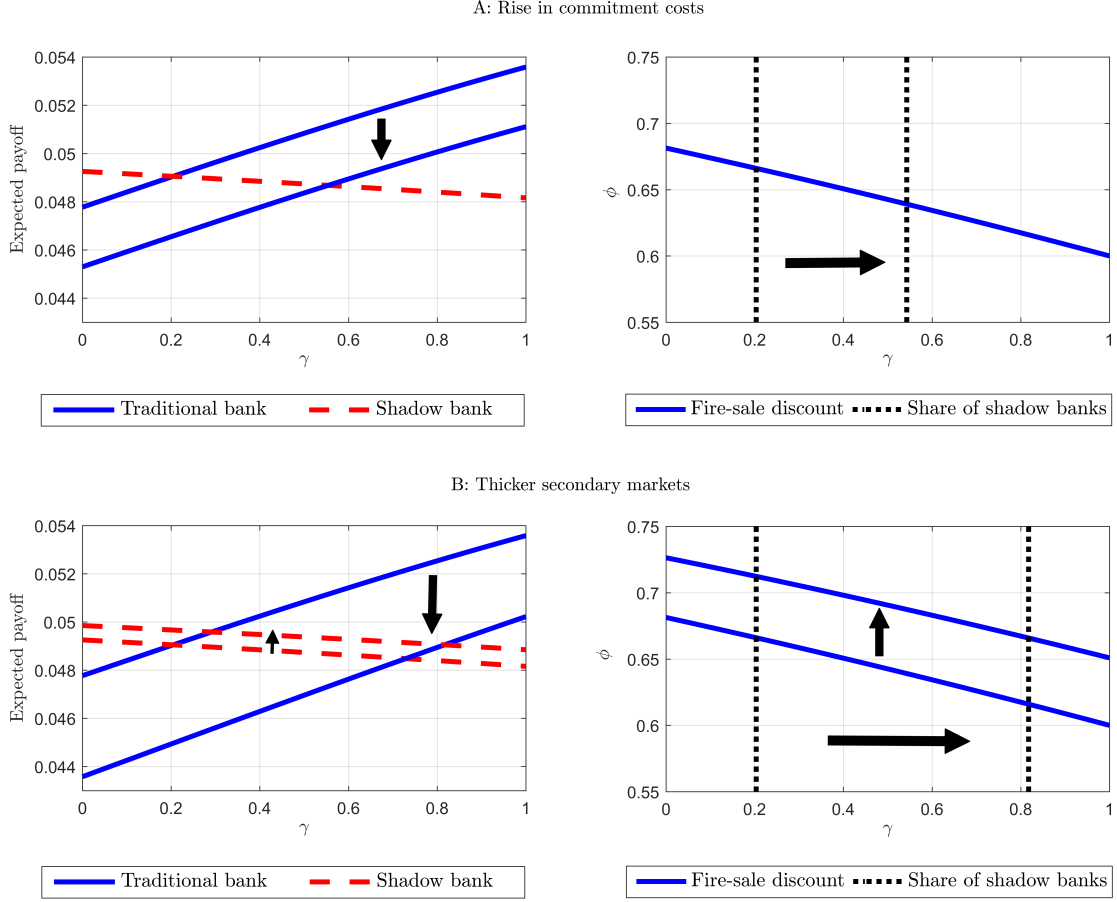 A: Rise in commitment costs
0.054
0.052
0.05
0.048
0.046
0.044
Expected payoff
0 0.2 0.4 0.6 0.8 1
γ
Traditional bank Shadow bank
0.75
0.7
0.65
0.6
0.55
ϕ
0 0.2 0.4 0.6 0.8 1
γ
Fire-sale discount Share of shadow banks
B: Thicker secondary markets
0.054
0.052
0.05
0.048
0.046
0.044
Expected payoff
0 0.2 0.4 0.6 0.8 1
γ
Traditional bank Shadow bank
0.75
0.7
0.65
0.6
0.55
ϕ
0 0.2 0.4 0.6 0.8 1
γ
Fire-sale discount Share of shadow banks